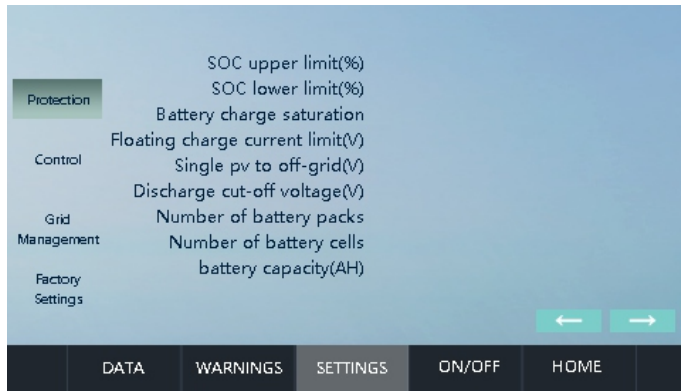 SOC upper limit(%)
SOC lower limit(%)
Battery charge saturation
Floating charge current limit(V)
Single pv to off-grid(V)
Discharge cut-off voltage(V)
Number of battery packs
Number of battery cells
battery capacity(AH)
Protection
Control
Grid
Management
Factory
Settings
← →
DATA WARNINGS SETTINGS ON/OFF HOME